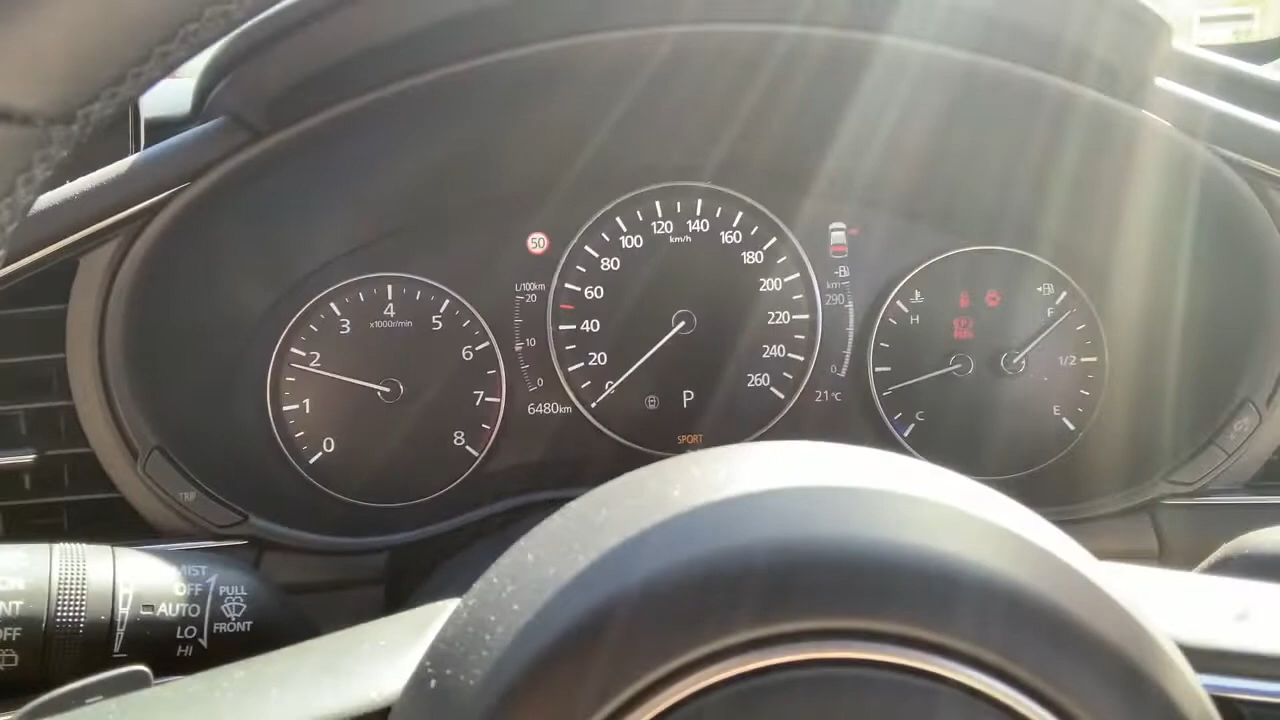 0
1
2
3
4
5
6
7
8
x1000r/min
50
L/100km
20
10
0
6480km
0
20
40
60
80
100
120
140
160
180
200
220
240
260
km/h
P
SPORT
km
290
0
21°C
H
C
F
1/2
E
TRIP
MIST
OFF
AUTO
LO
HI
PULL
FRONT
OFF